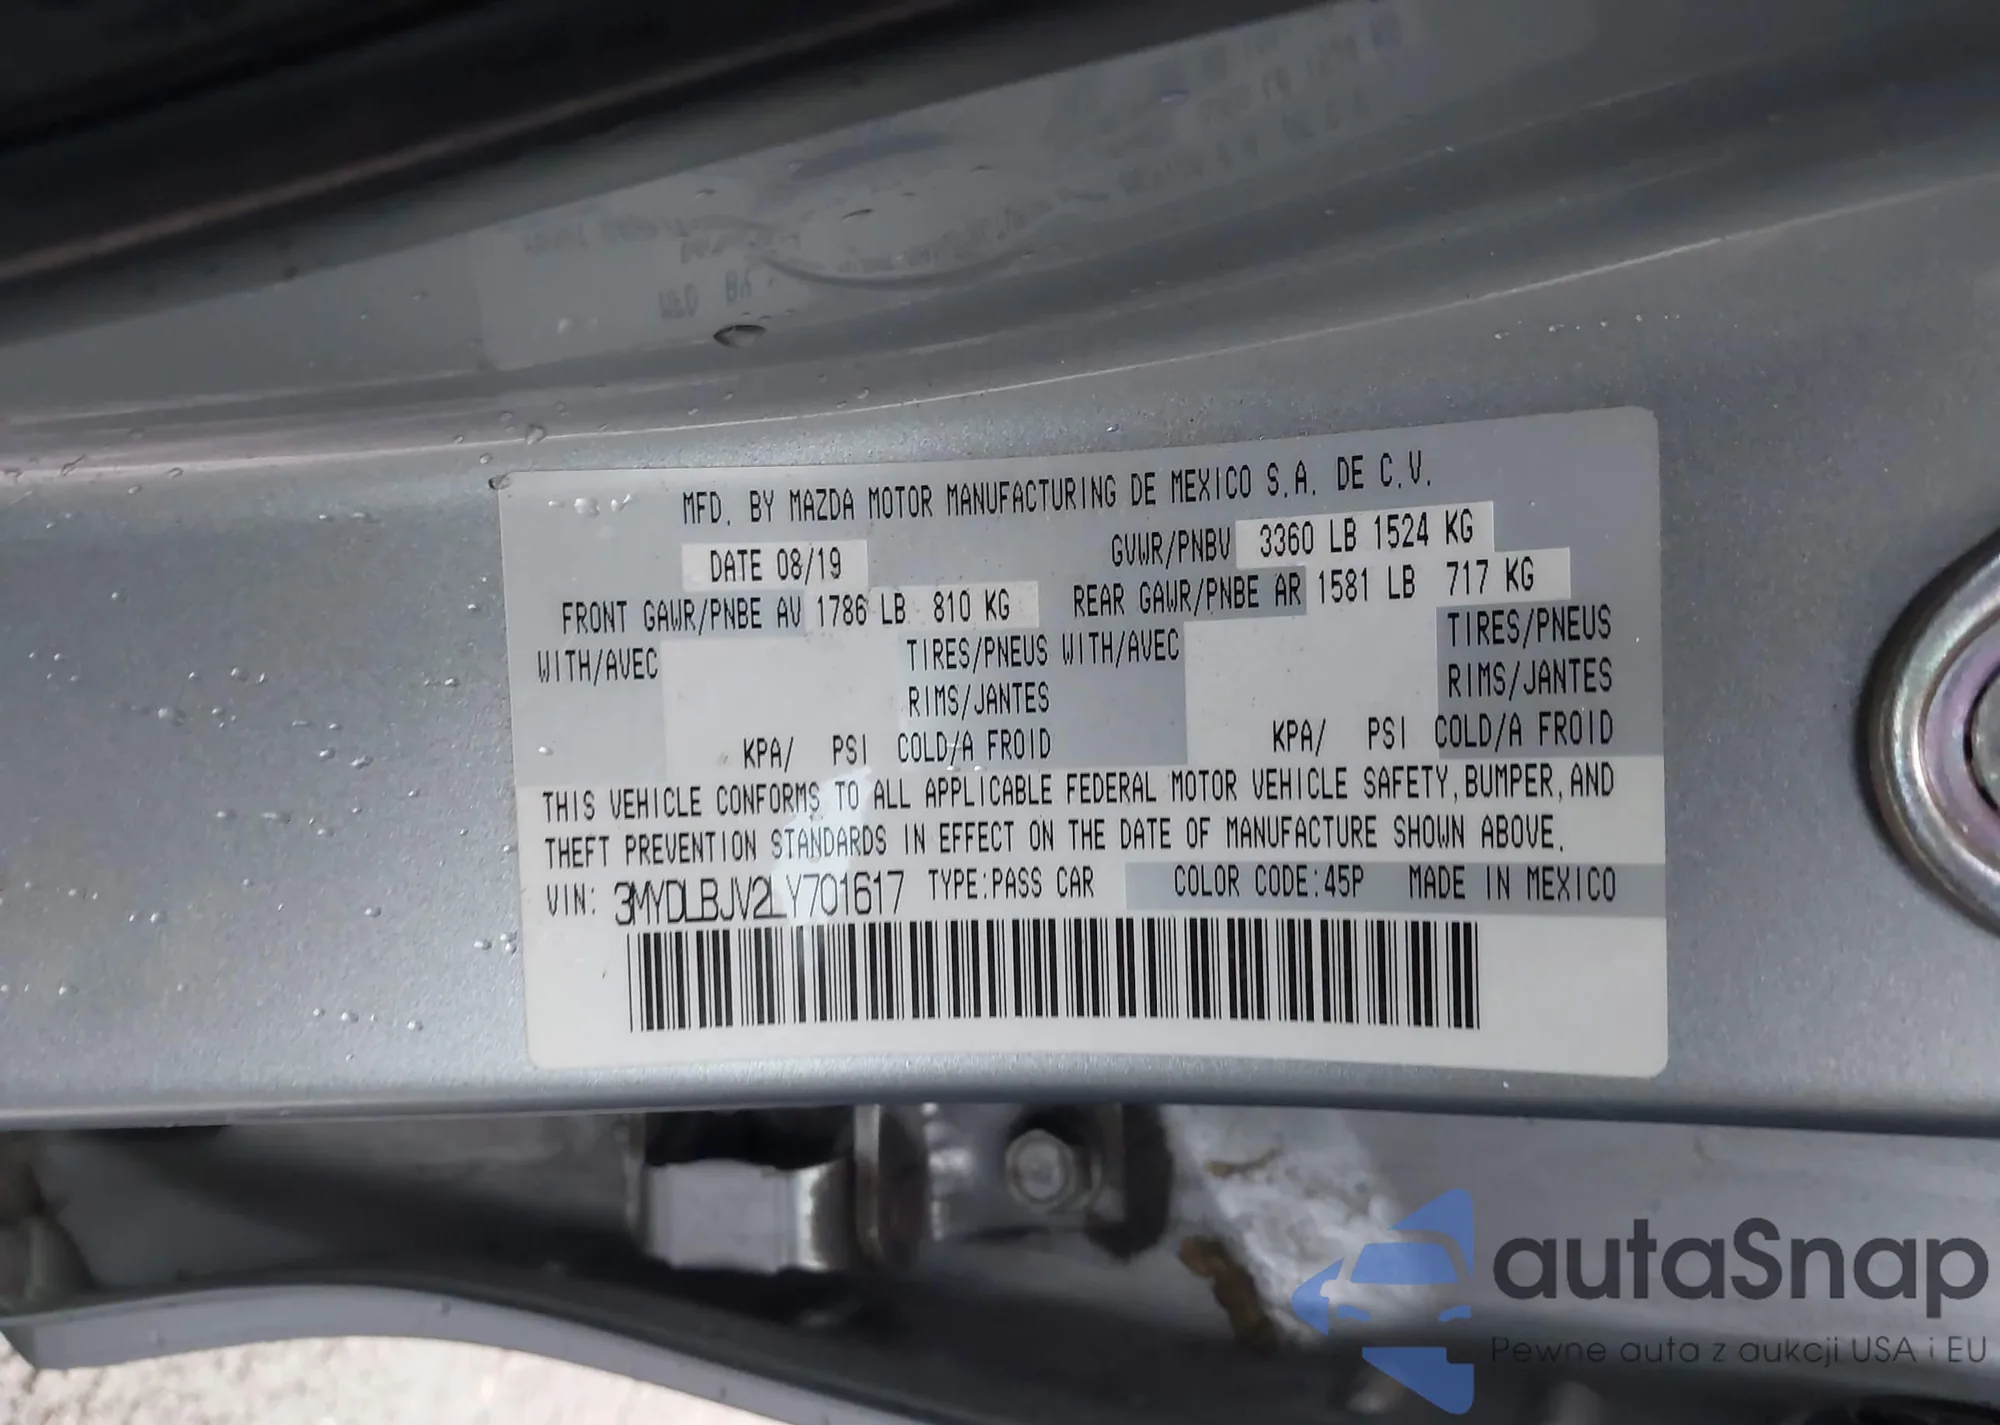 MFD. BY MAZDA MOTOR MANUFACTURING DE MEXICO S.A. DE C.V.
DATE 08/19 GVWR/PNBV 3360 LB 1524 KG
FRONT GAWR/PNBE AV 1786 LB 810 KG REAR GAWR/PNBE AR 1581 LB 717 KG
WITH/AVEC TIRES/PNEUS WITH/AVEC TIRES/PNEUS
RIMS/JANTES RIMS/JANTES
KPA/ PSI COLD/A FROID KPA/ PSI COLD/A FROID
THIS VEHICLE CONFORMS TO ALL APPLICABLE FEDERAL MOTOR VEHICLE SAFETY, BUMPER, AND
THEFT PREVENTION STANDARDS IN EFFECT ON THE DATE OF MANUFACTURE SHOWN ABOVE.
VIN: 3MYDLBJV2LY701617 TYPE:PASS CAR COLOR CODE:45P MADE IN MEXICO
autaSnap
Pewne auta z aukcji USA i EU